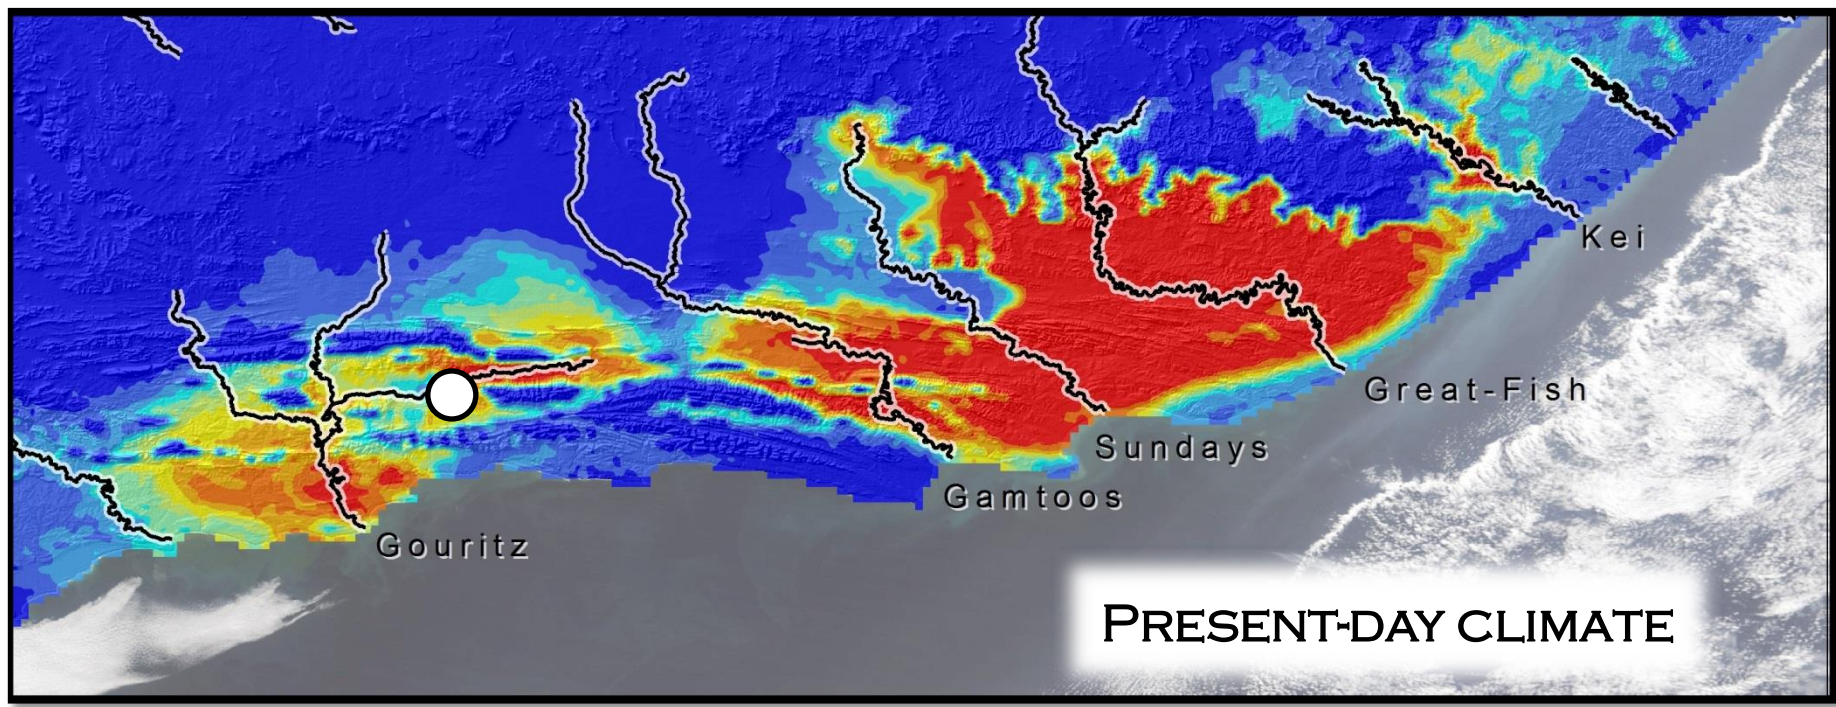 Kei
Great-Fish
Sundays
Gamtoos
Gouritz
PRESENT-DAY CLIMATE